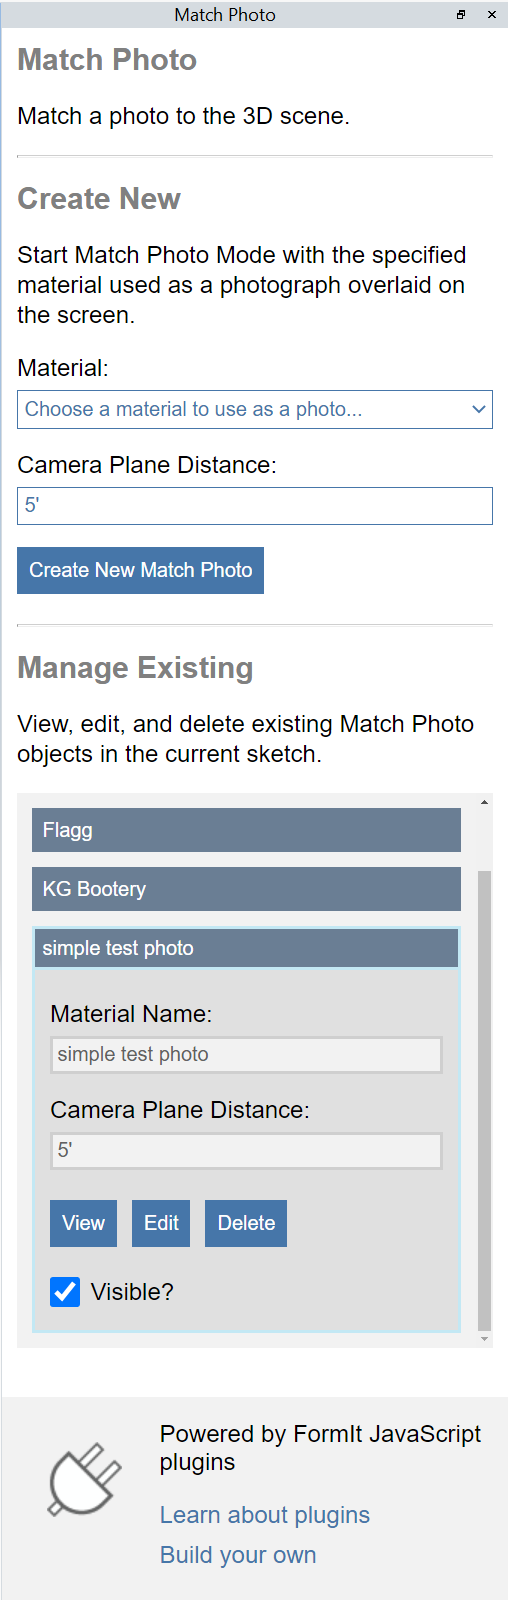 Match Photo
Match Photo
Match a photo to the 3D scene.
Create New
Start Match Photo Mode with the specified
material used as a photograph overlaid on
the screen.
Material:
Choose a material to use as a photo...
Camera Plane Distance:
5'
Create New Match Photo
Manage Existing
View, edit, and delete existing Match Photo
objects in the current sketch.
Flagg
KG Bootery
simple test photo
Material Name:
simple test photo
Camera Plane Distance:
5'
View Edit Delete
Visible?
Powered by FormIt JavaScript
plugins
Learn about plugins
Build your own